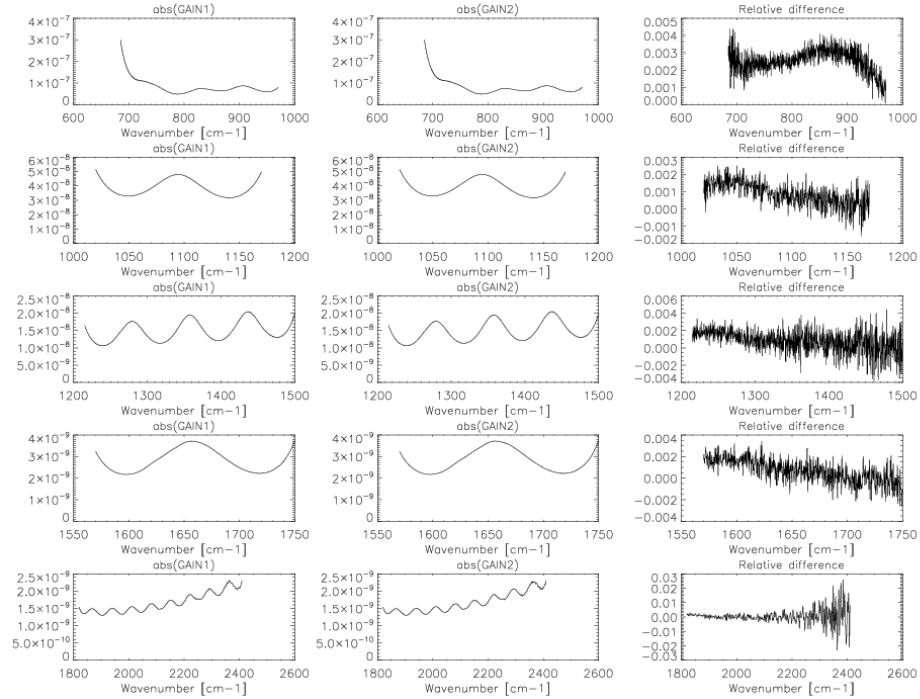 abs(GAIN1) abs(GAIN2) Relative difference
4×10⁻⁷ 4×10⁻⁷ 0.005
3×10⁻⁷ 3×10⁻⁷ 0.004
2×10⁻⁷ 2×10⁻⁷ 0.003
0.002
1×10⁻⁷ 1×10⁻⁷ 0.001
0 0 0.000
600 700 800 900 1000 600 700 800 900 1000 600 700 800 900 1000
Wavenumber [cm-1] Wavenumber [cm-1] Wavenumber [cm-1]
abs(GAIN1) abs(GAIN2) Relative difference
6×10⁻⁸ 6×10⁻⁸ 0.003
5×10⁻⁸ 5×10⁻⁸ 0.002
4×10⁻⁸ 4×10⁻⁸ 0.001
3×10⁻⁸ 3×10⁻⁸ 0.000
2×10⁻⁸ 2×10⁻⁸
1×10⁻⁸ 1×10⁻⁸ −0.001
0 0 −0.002
1000 1050 1100 1150 1200 1000 1050 1100 1150 1200 1000 1050 1100 1150 1200
Wavenumber [cm-1] Wavenumber [cm-1] Wavenumber [cm-1]
abs(GAIN1) abs(GAIN2) Relative difference
2.5×10⁻⁸ 2.5×10⁻⁸ 0.006
2.0×10⁻⁸ 2.0×10⁻⁸ 0.004
1.5×10⁻⁸ 1.5×10⁻⁸ 0.002
1.0×10⁻⁸ 1.0×10⁻⁸ 0.000
5.0×10⁻⁹ 5.0×10⁻⁹ −0.002
0 0 −0.004
1200 1300 1400 1500 1200 1300 1400 1500 1200 1300 1400 1500
Wavenumber [cm-1] Wavenumber [cm-1] Wavenumber [cm-1]
abs(GAIN1) abs(GAIN2) Relative difference
4×10⁻⁹ 4×10⁻⁹ 0.004
3×10⁻⁹ 3×10⁻⁹ 0.002
2×10⁻⁹ 2×10⁻⁹ 0.000
1×10⁻⁹ 1×10⁻⁹ −0.002
0 0 −0.004
1550 1600 1650 1700 1750 1550 1600 1650 1700 1750 1550 1600 1650 1700 1750
Wavenumber [cm-1] Wavenumber [cm-1] Wavenumber [cm-1]
abs(GAIN1) abs(GAIN2) Relative difference
2.5×10⁻⁹ 2.5×10⁻⁹ 0.03
2.0×10⁻⁹ 2.0×10⁻⁹ 0.02
1.5×10⁻⁹ 1.5×10⁻⁹ 0.01
1.0×10⁻⁹ 1.0×10⁻⁹ 0.00
−0.01
5.0×10⁻¹⁰ 5.0×10⁻¹⁰ −0.02
0 0 −0.03
1800 2000 2200 2400 2600 1800 2000 2200 2400 2600 1800 2000 2200 2400 2600
Wavenumber [cm-1] Wavenumber [cm-1] Wavenumber [cm-1]